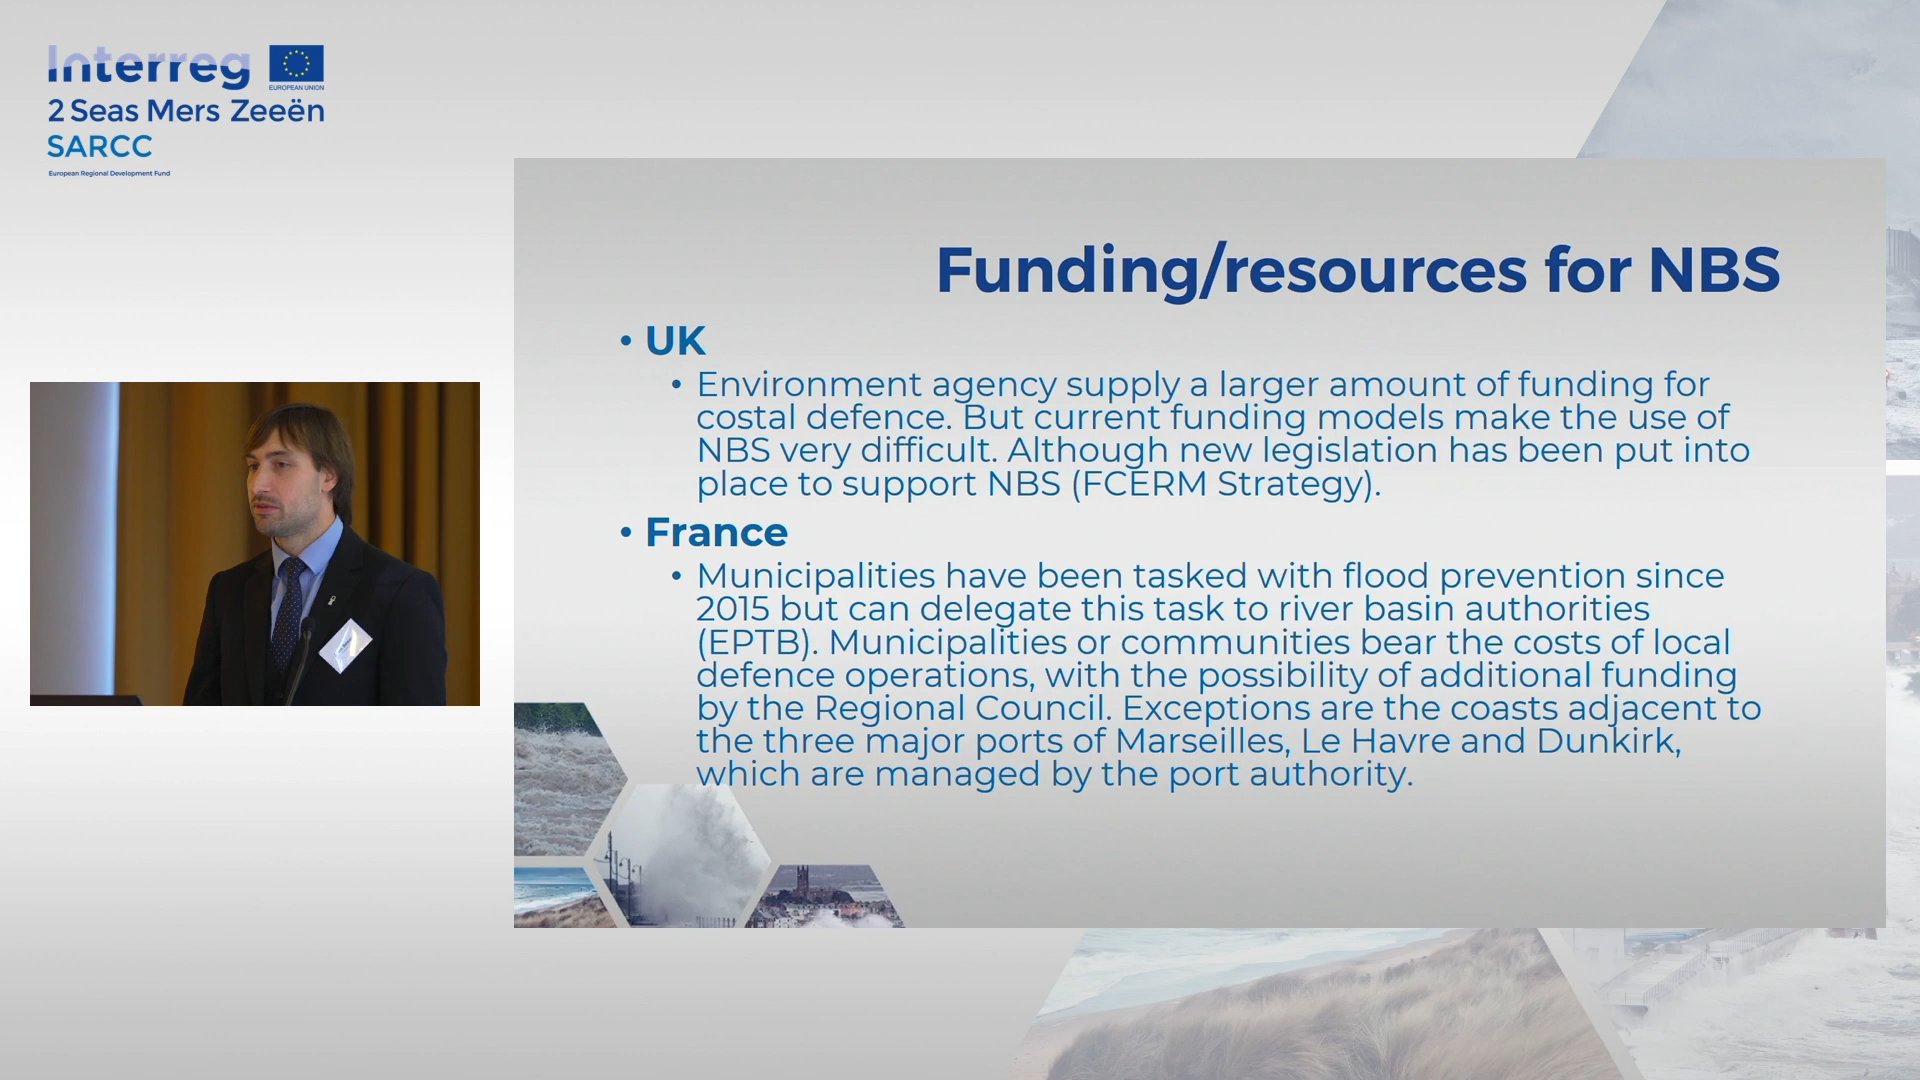 Interreg
EUROPEAN UNION
2 Seas Mers Zeeën
SARCC
European Regional Development Fund
Funding/resources for NBS
• UK
• Environment agency supply a larger amount of funding for
costal defence. But current funding models make the use of
NBS very difficult. Although new legislation has been put into
place to support NBS (FCERM Strategy).
• France
• Municipalities have been tasked with flood prevention since
2015 but can delegate this task to river basin authorities
(EPTB). Municipalities or communities bear the costs of local
defence operations, with the possibility of additional funding
by the Regional Council. Exceptions are the coasts adjacent to
the three major ports of Marseilles, Le Havre and Dunkirk,
which are managed by the port authority.